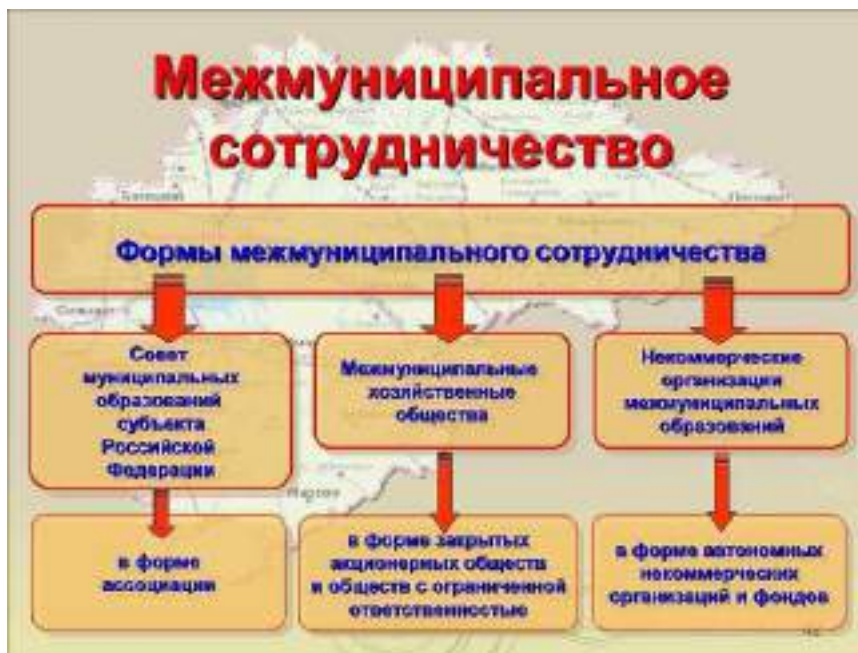 Межмуниципальное
сотрудничество
Формы межмуниципального сотрудничества
Совет
муниципальных
образований
субъекта
Российской
Федерации
Межмуниципальные
хозяйственные
общества
Некоммерческие
организации
межмуниципальных
образований
в форме
ассоциации
в форме закрытых
акционерных обществ
и обществ с ограниченной
ответственностью
в форме автономных
некоммерческих
организаций и фондов